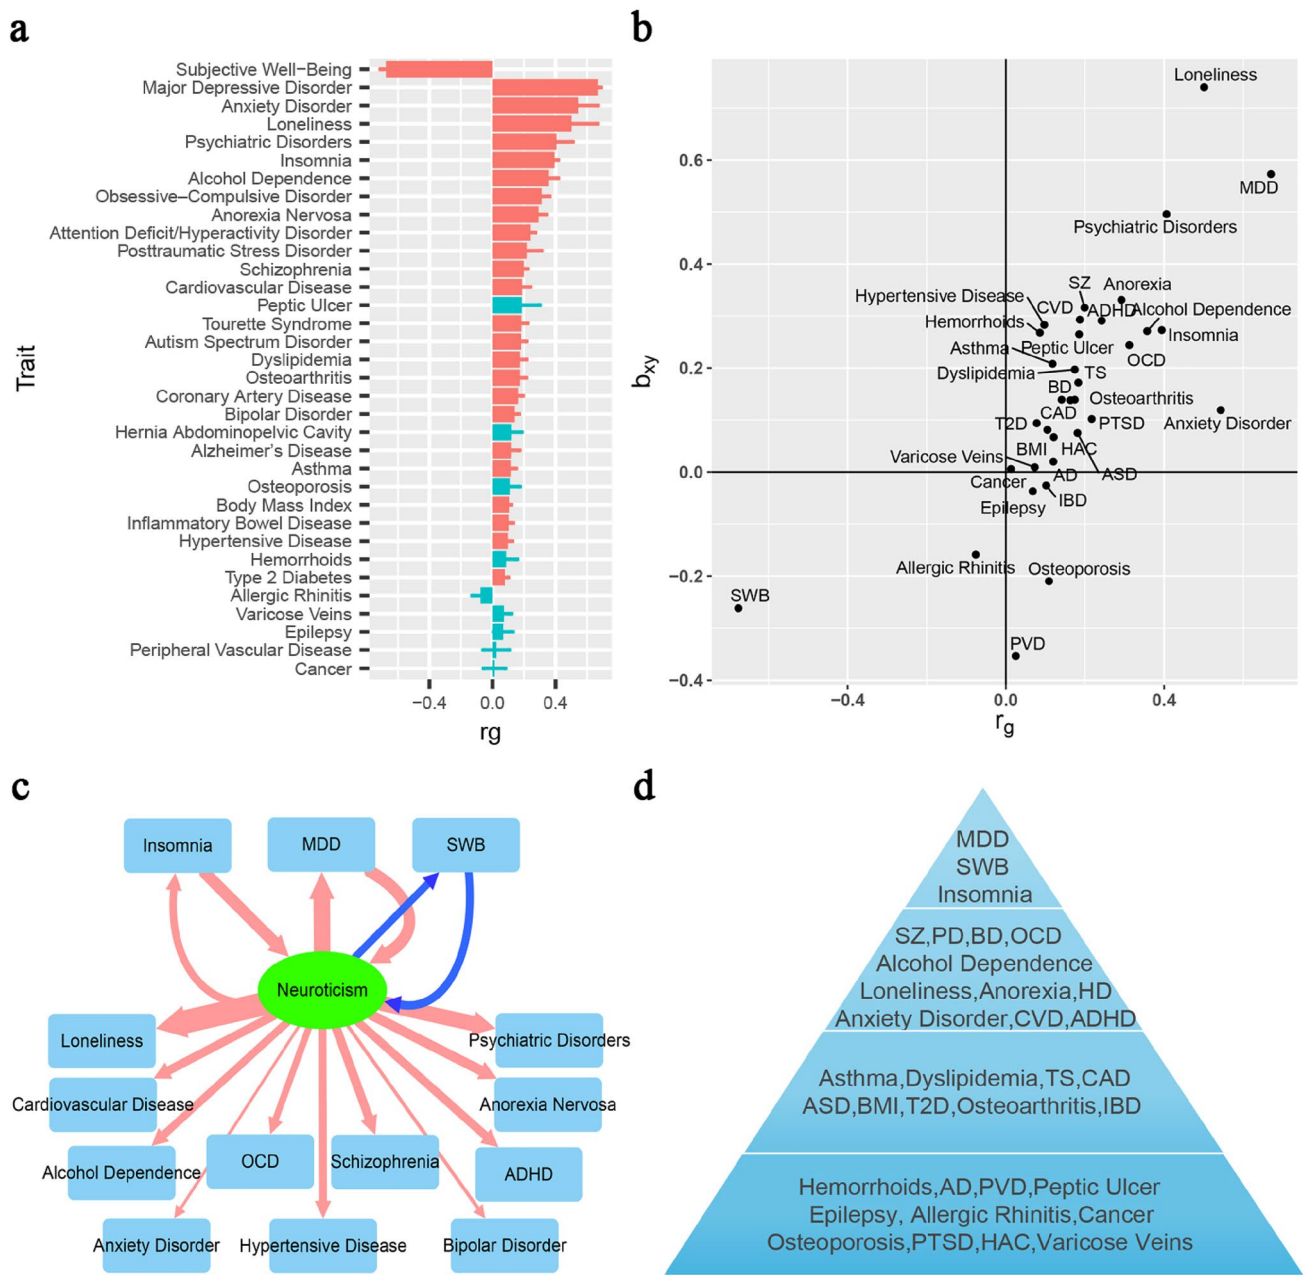 a
Subjective Well−Being
Major Depressive Disorder
Anxiety Disorder
Loneliness
Psychiatric Disorders
Insomnia
Alcohol Dependence
Obsessive−Compulsive Disorder
Anorexia Nervosa
Attention Deficit/Hyperactivity Disorder
Posttraumatic Stress Disorder
Schizophrenia
Cardiovascular Disease
Peptic Ulcer
Tourette Syndrome
Autism Spectrum Disorder
Dyslipidemia
Osteoarthritis
Coronary Artery Disease
Bipolar Disorder
Hernia Abdominopelvic Cavity
Alzheimer's Disease
Asthma
Osteoporosis
Body Mass Index
Inflammatory Bowel Disease
Hypertensive Disease
Hemorrhoids
Type 2 Diabetes
Allergic Rhinitis
Varicose Veins
Epilepsy
Peripheral Vascular Disease
Cancer
Trait
−0.4 0.0 0.4
rg
b
Loneliness
0.6
MDD
Psychiatric Disorders
0.4
SZ Anorexia
Hypertensive Disease CVD ADHD Alcohol Dependence
Hemorrhoids Insomnia
Asthma Peptic Ulcer OCD
0.2
Dyslipidemia TS
BD Osteoarthritis
T2D CAD PTSD Anxiety Disorder
BMI HAC
Varicose Veins
0.0
Cancer AD ASD
Epilepsy IBD
Allergic Rhinitis Osteoporosis
−0.2
SWB
PVD
−0.4
bxy
−0.4 0.0 0.4
rg
c
Insomnia MDD SWB
Neuroticism
Loneliness Psychiatric Disorders
Cardiovascular Disease Anorexia Nervosa
Alcohol Dependence OCD Schizophrenia ADHD
Anxiety Disorder Hypertensive Disease Bipolar Disorder
d
MDD
SWB
Insomnia
SZ,PD,BD,OCD
Alcohol Dependence
Loneliness,Anorexia,HD
Anxiety Disorder,CVD,ADHD
Asthma,Dyslipidemia,TS,CAD
ASD,BMI,T2D,Osteoarthritis,IBD
Hemorrhoids,AD,PVD,Peptic Ulcer
Epilepsy, Allergic Rhinitis,Cancer
Osteoporosis,PTSD,HAC,Varicose Veins